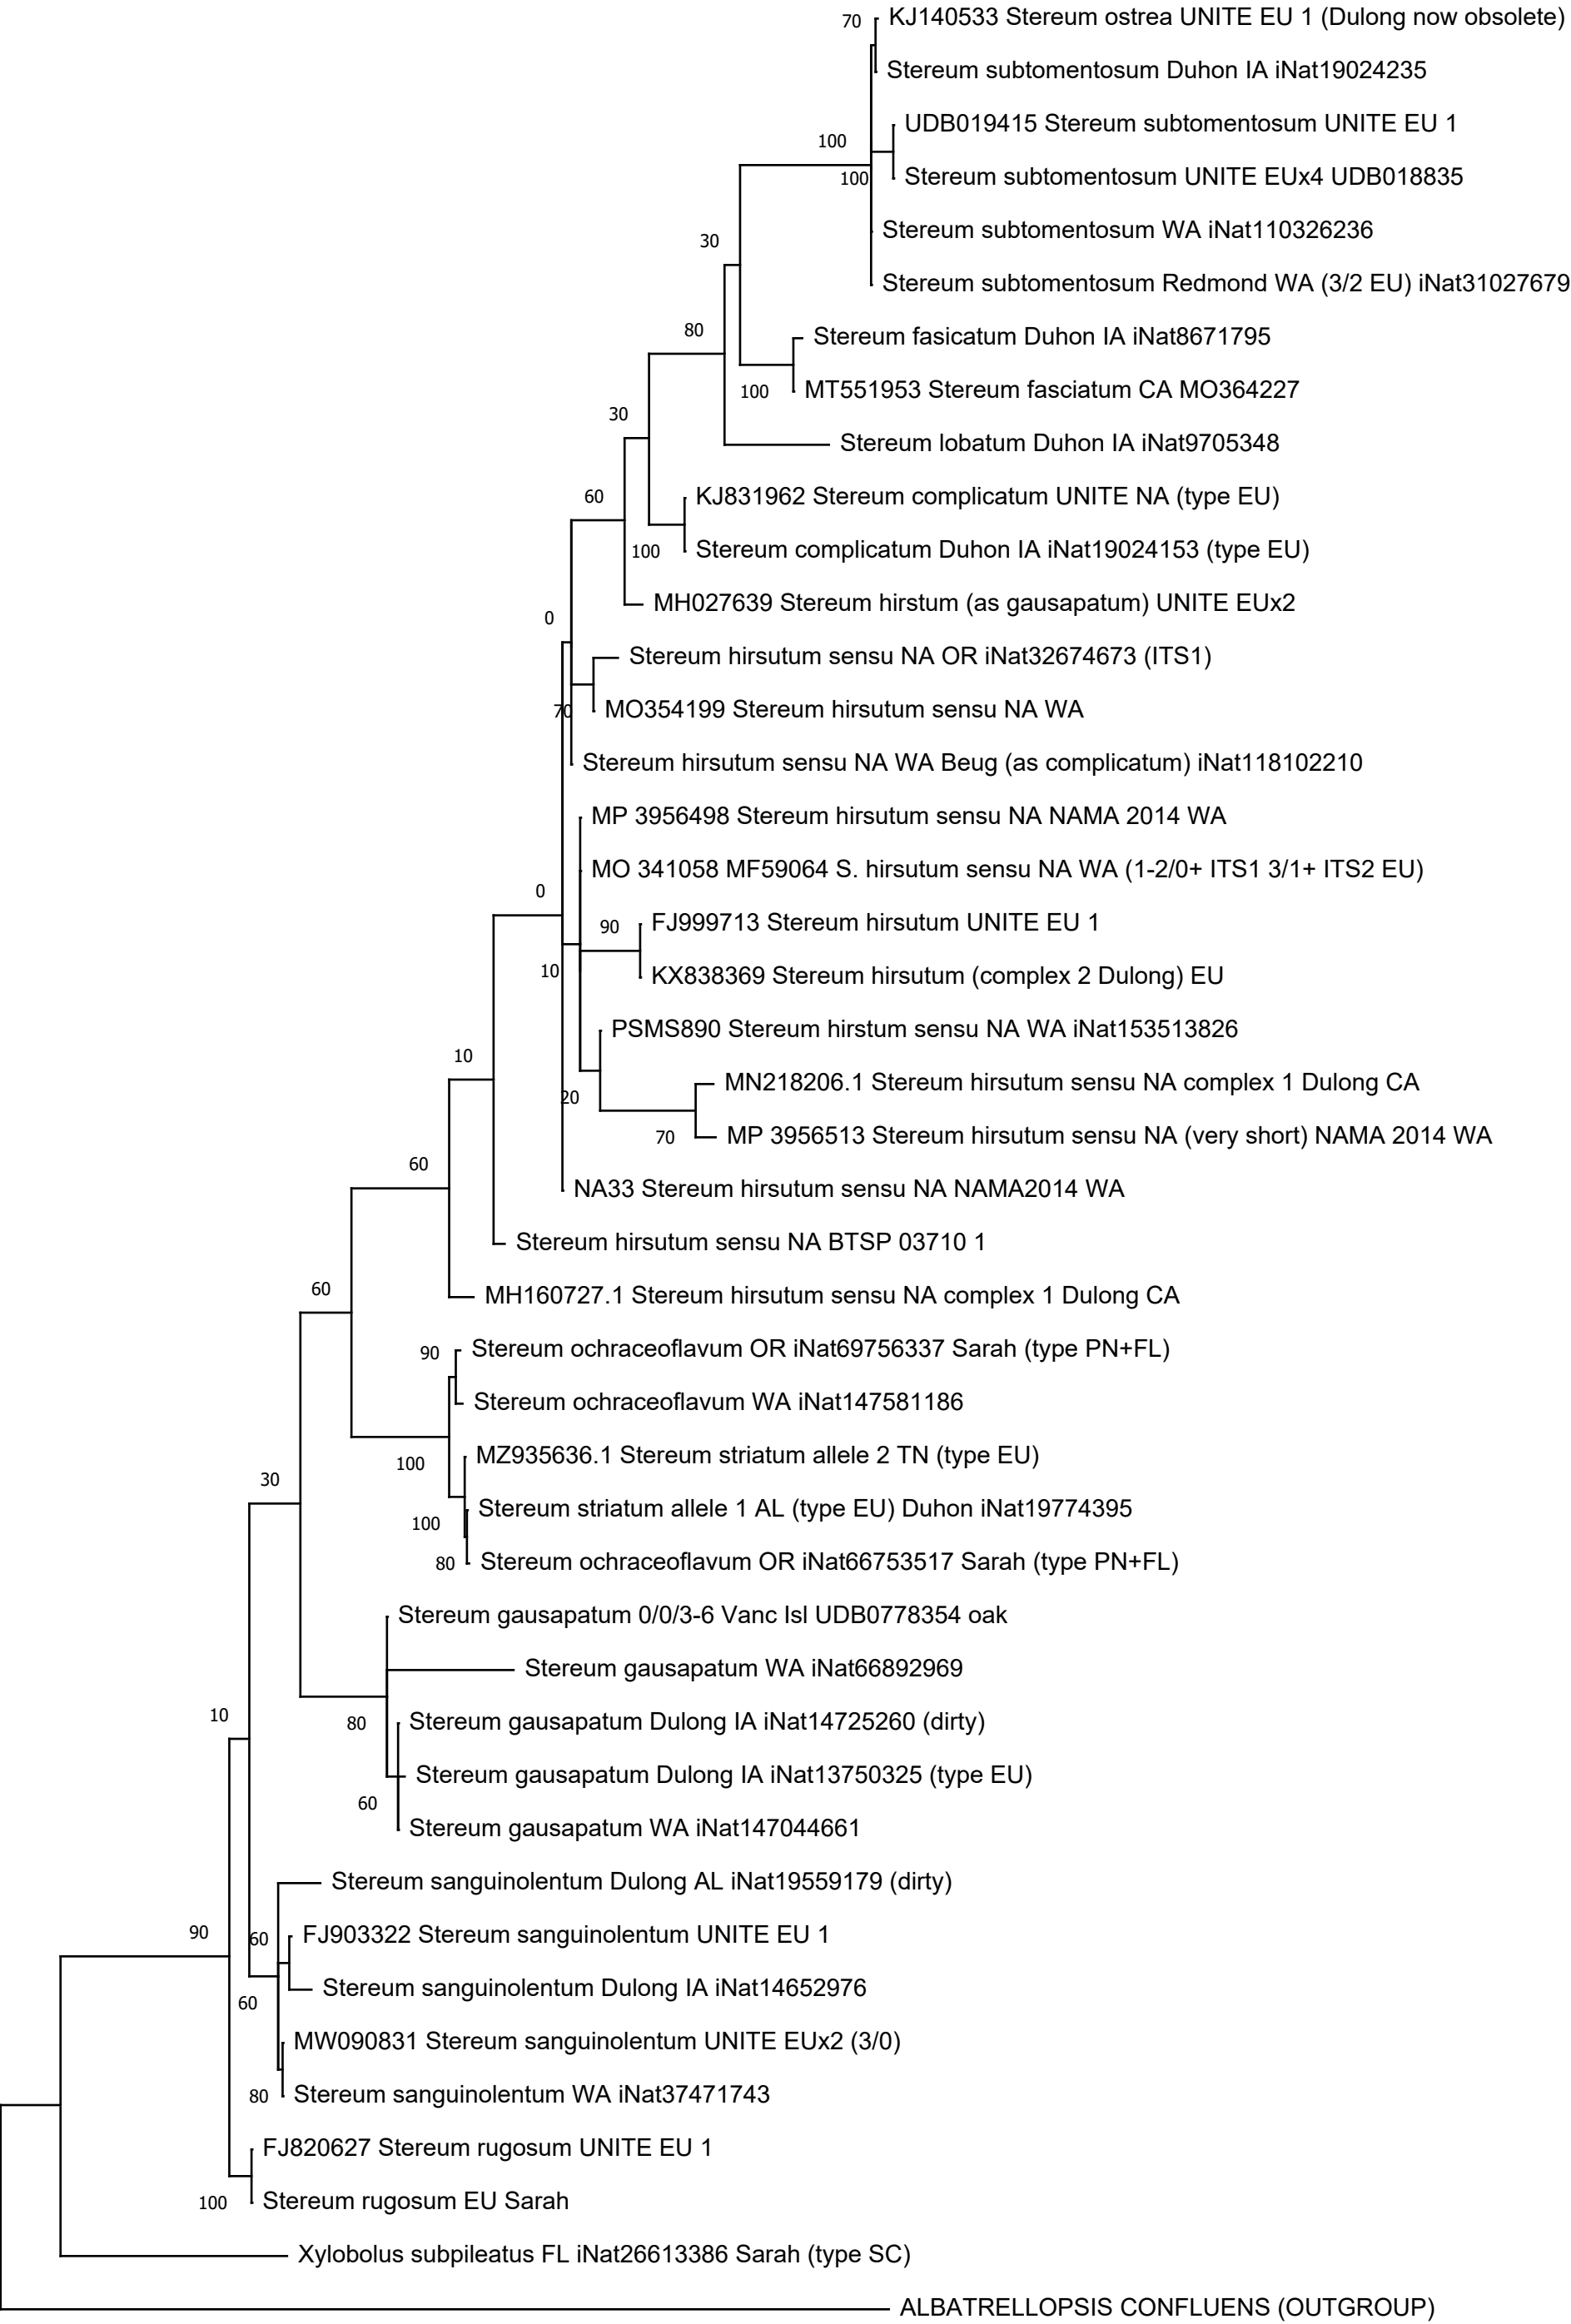 70
KJ140533 Stereum ostrea UNITE EU 1 (Dulong now obsolete)
Stereum subtomentosum Duhon IA iNat19024235
UDB019415 Stereum subtomentosum UNITE EU 1
100
100
Stereum subtomentosum UNITE EUx4 UDB018835
Stereum subtomentosum WA iNat110326236
30
Stereum subtomentosum Redmond WA (3/2 EU) iNat31027679
80
Stereum fasicatum Duhon IA iNat8671795
100
MT551953 Stereum fasciatum CA MO364227
30
Stereum lobatum Duhon IA iNat9705348
60
KJ831962 Stereum complicatum UNITE NA (type EU)
100
Stereum complicatum Duhon IA iNat19024153 (type EU)
MH027639 Stereum hirstum (as gausapatum) UNITE EUx2
0
Stereum hirsutum sensu NA OR iNat32674673 (ITS1)
70
MO354199 Stereum hirsutum sensu NA WA
Stereum hirsutum sensu NA WA Beug (as complicatum) iNat118102210
MP 3956498 Stereum hirsutum sensu NA NAMA 2014 WA
MO 341058 MF59064 S. hirsutum sensu NA WA (1-2/0+ ITS1 3/1+ ITS2 EU)
0
90
FJ999713 Stereum hirsutum UNITE EU 1
10
KX838369 Stereum hirsutum (complex 2 Dulong) EU
PSMS890 Stereum hirstum sensu NA WA iNat153513826
10
MN218206.1 Stereum hirsutum sensu NA complex 1 Dulong CA
20
70
MP 3956513 Stereum hirsutum sensu NA (very short) NAMA 2014 WA
60
NA33 Stereum hirsutum sensu NA NAMA2014 WA
Stereum hirsutum sensu NA BTSP 03710 1
60
MH160727.1 Stereum hirsutum sensu NA complex 1 Dulong CA
90
Stereum ochraceoflavum OR iNat69756337 Sarah (type PN+FL)
Stereum ochraceoflavum WA iNat147581186
100
MZ935636.1 Stereum striatum allele 2 TN (type EU)
30
Stereum striatum allele 1 AL (type EU) Duhon iNat19774395
100
80
Stereum ochraceoflavum OR iNat66753517 Sarah (type PN+FL)
Stereum gausapatum 0/0/3-6 Vanc Isl UDB0778354 oak
Stereum gausapatum WA iNat66892969
10
80
Stereum gausapatum Dulong IA iNat14725260 (dirty)
Stereum gausapatum Dulong IA iNat13750325 (type EU)
60
Stereum gausapatum WA iNat147044661
Stereum sanguinolentum Dulong AL iNat19559179 (dirty)
90
60
FJ903322 Stereum sanguinolentum UNITE EU 1
60
Stereum sanguinolentum Dulong IA iNat14652976
MW090831 Stereum sanguinolentum UNITE EUx2 (3/0)
80
Stereum sanguinolentum WA iNat37471743
FJ820627 Stereum rugosum UNITE EU 1
100
Stereum rugosum EU Sarah
Xylobolus subpileatus FL iNat26613386 Sarah (type SC)
ALBATRELLOPSIS CONFLUENS (OUTGROUP)